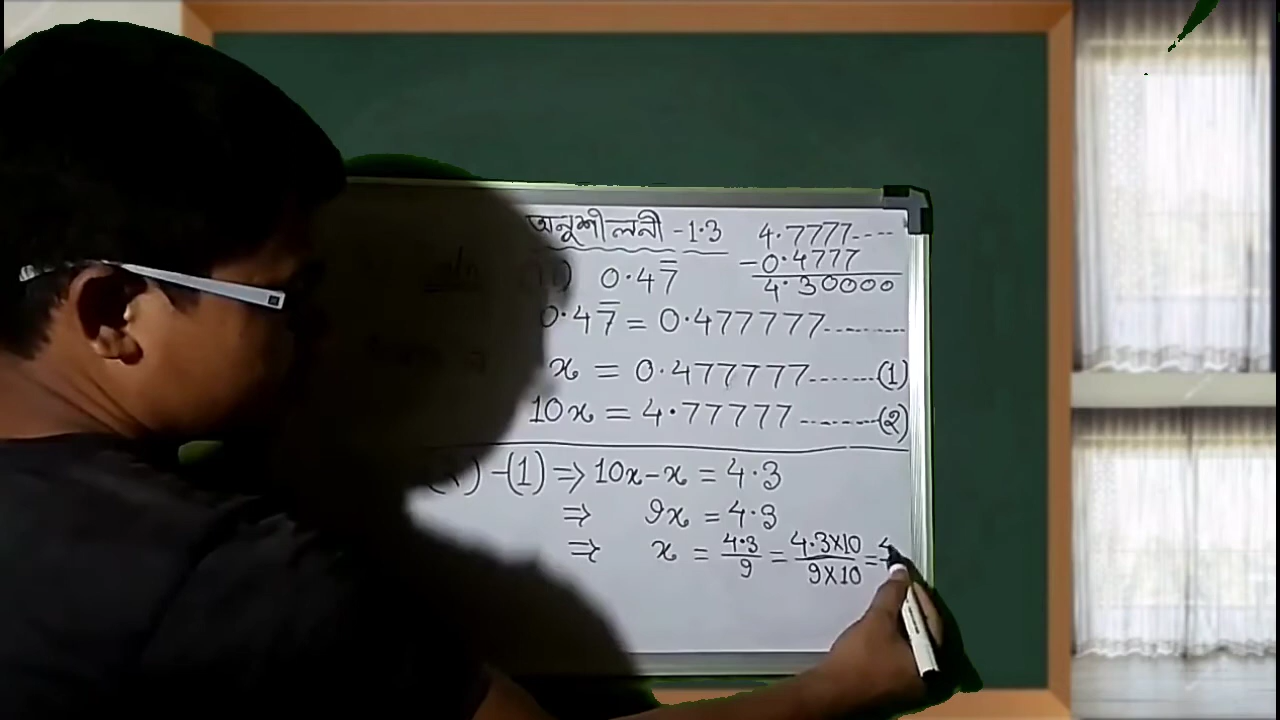 অনুশীলনী - 1·3
4·7777----
-0·4777
4·30000
0·47̅
0·47̅ = 0·477777........
x = 0·477777.......(1)
10x = 4·77777 -------(2)
-(1) ⇒ 10x-x = 4·3
⇒ 9x = 4·3
⇒ x = 4·3/9 = 4·3×10/9×10 = 4